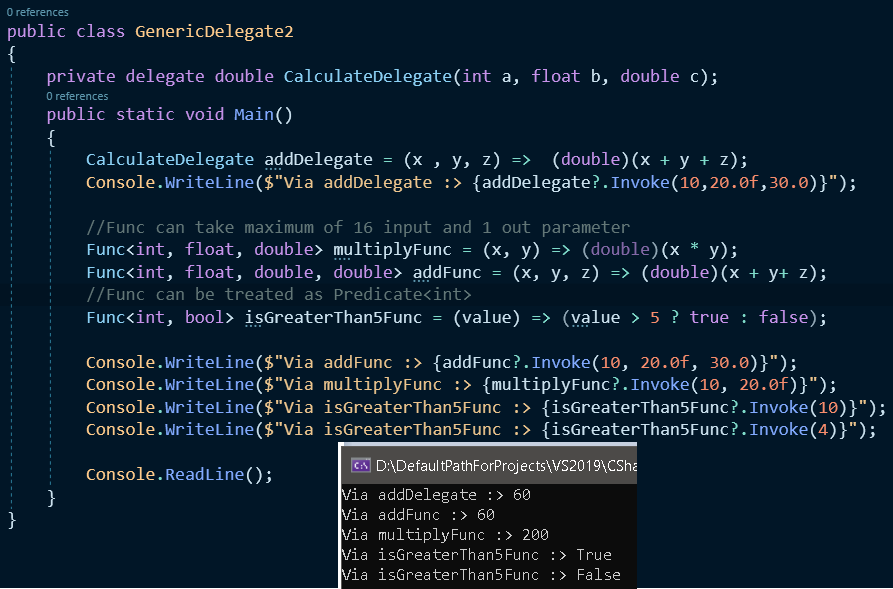 0 references
public class GenericDelegate2
{
private delegate double CalculateDelegate(int a, float b, double c);
0 references
public static void Main()
{
CalculateDelegate addDelegate = (x , y, z) =>  (double)(x + y + z);
Console.WriteLine($"Via addDelegate :> {addDelegate?.Invoke(10,20.0f,30.0)}");
//Func can take maximum of 16 input and 1 out parameter
Func<int, float, double> multiplyFunc = (x, y) => (double)(x * y);
Func<int, float, double, double> addFunc = (x, y, z) => (double)(x + y+ z);
//Func can be treated as Predicate<int>
Func<int, bool> isGreaterThan5Func = (value) => (value > 5 ? true : false);
Console.WriteLine($"Via addFunc :> {addFunc?.Invoke(10, 20.0f, 30.0)}");
Console.WriteLine($"Via multiplyFunc :> {multiplyFunc?.Invoke(10, 20.0f)}");
Console.WriteLine($"Via isGreaterThan5Func :> {isGreaterThan5Func?.Invoke(10)}");
Console.WriteLine($"Via isGreaterThan5Func :> {isGreaterThan5Func?.Invoke(4)}");
Console.ReadLine();
}
}
C:\ D:\DefaultPathForProjects\VS2019\CSha
Via addDelegate :> 60
Via addFunc :> 60
Via multiplyFunc :> 200
Via isGreaterThan5Func :> True
Via isGreaterThan5Func :> False